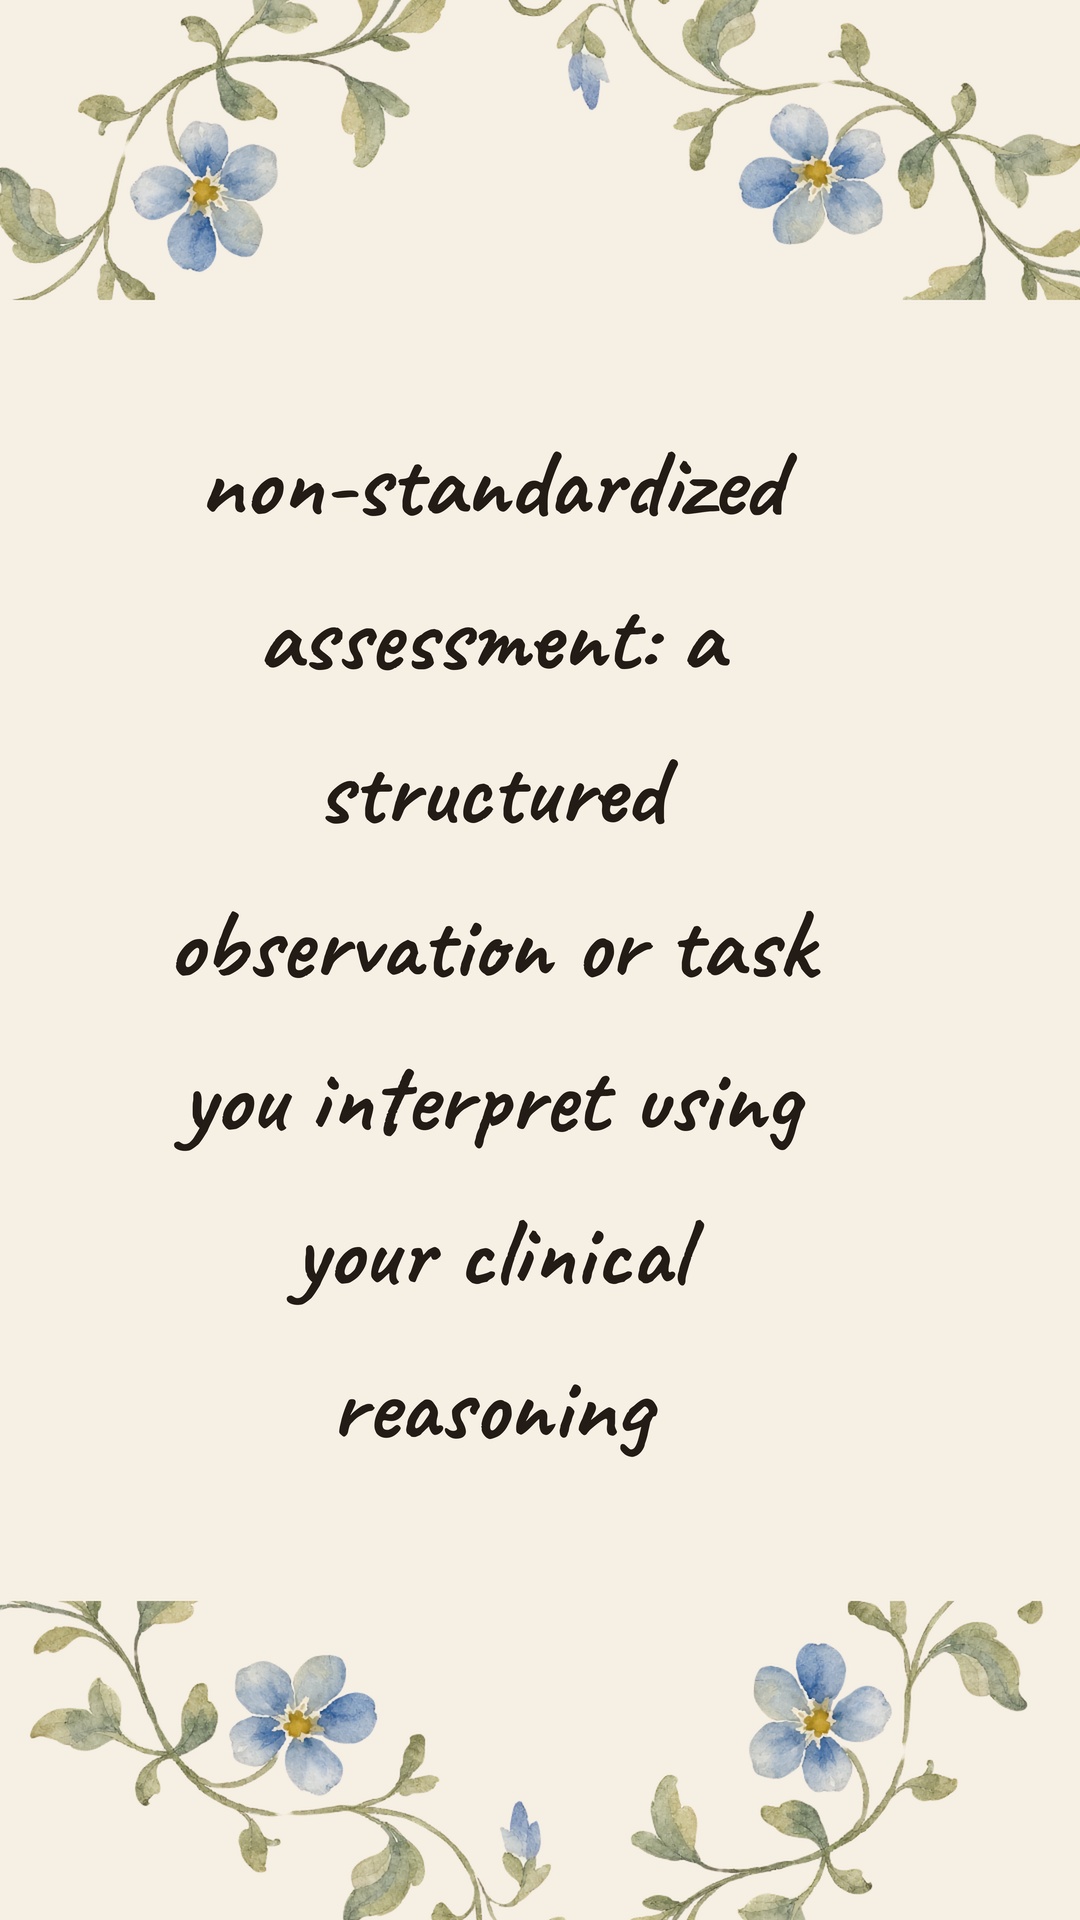 non-standardized
assessment: a
structured
observation or task
you interpret using
your clinical
reasoning